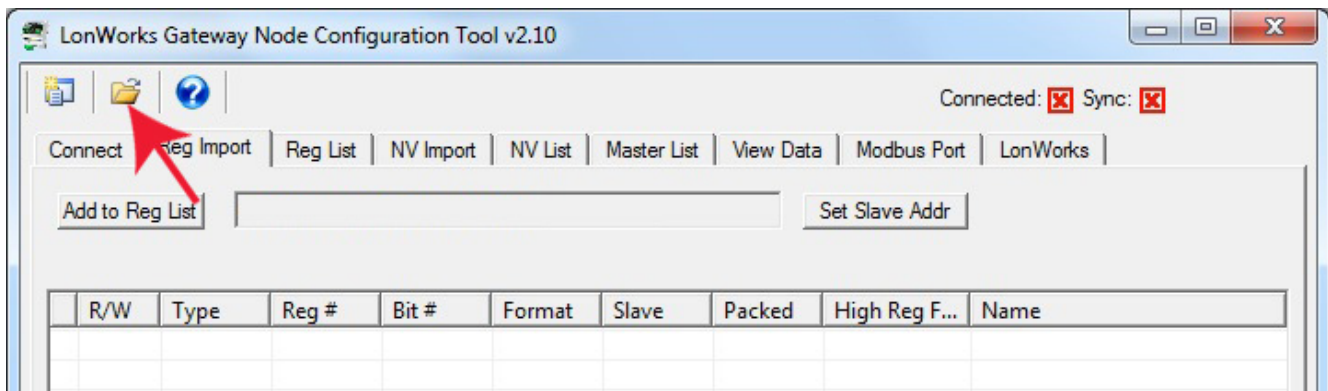 LonWorks Gateway Node Configuration Tool v2.10
Connected: Sync:
Connect Reg Import Reg List NV Import NV List Master List View Data Modbus Port LonWorks
Add to Reg List Set Slave Addr
R/W Type Reg # Bit # Format Slave Packed High Reg F... Name